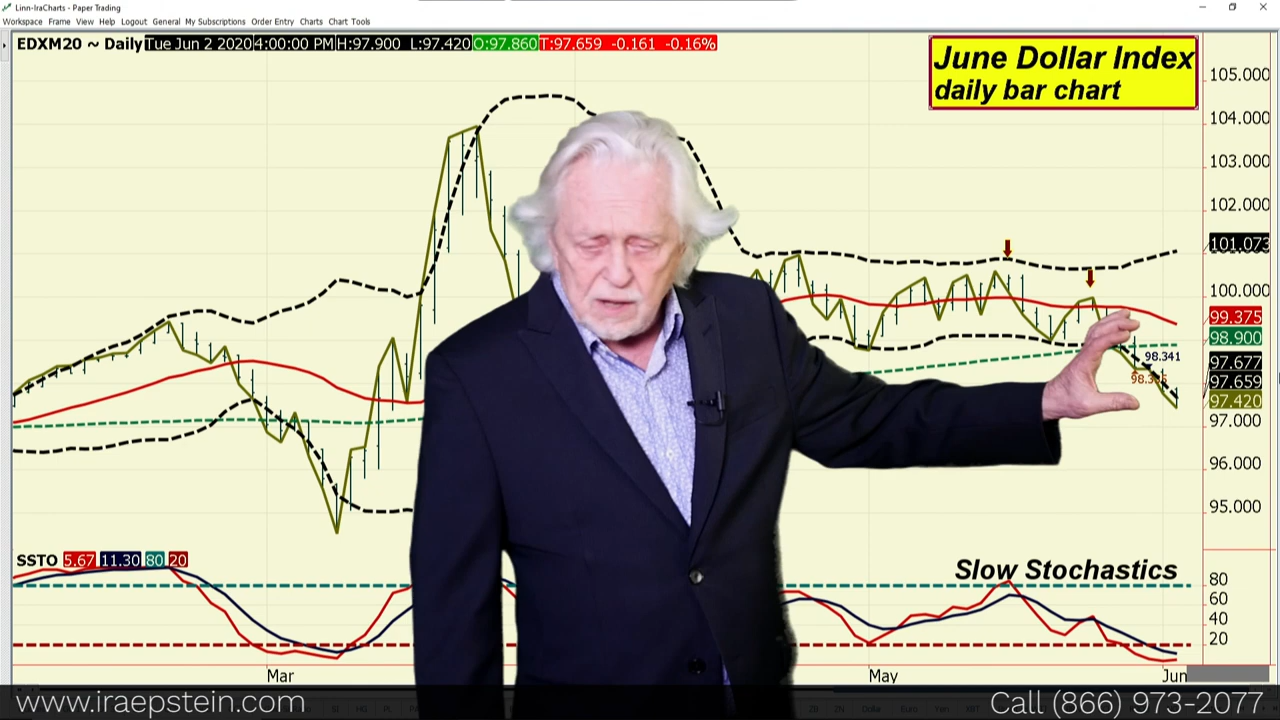 Linn-IraCharts - Paper Trading
Workspace Frame View Help Logout General My Subscriptions Order Entry Charts Chart Tools
EDXM20 ~ Daily Tue Jun 2 2020 4:00:00 PM H:97.900 L:97.420 O:97.860 T:97.659 -0.161 -0.16%
June Dollar Index
daily bar chart
105.000
104.000
103.000
102.000
101.073
100.000
99.375
98.900
98.341
97.677
97.659
97.420
97.000
96.000
95.000
SSTO 5.67 11.30 80 20
Slow Stochastics
80
60
40
20
Mar May Jun
www.iraepstein.com Call (866) 973-2077